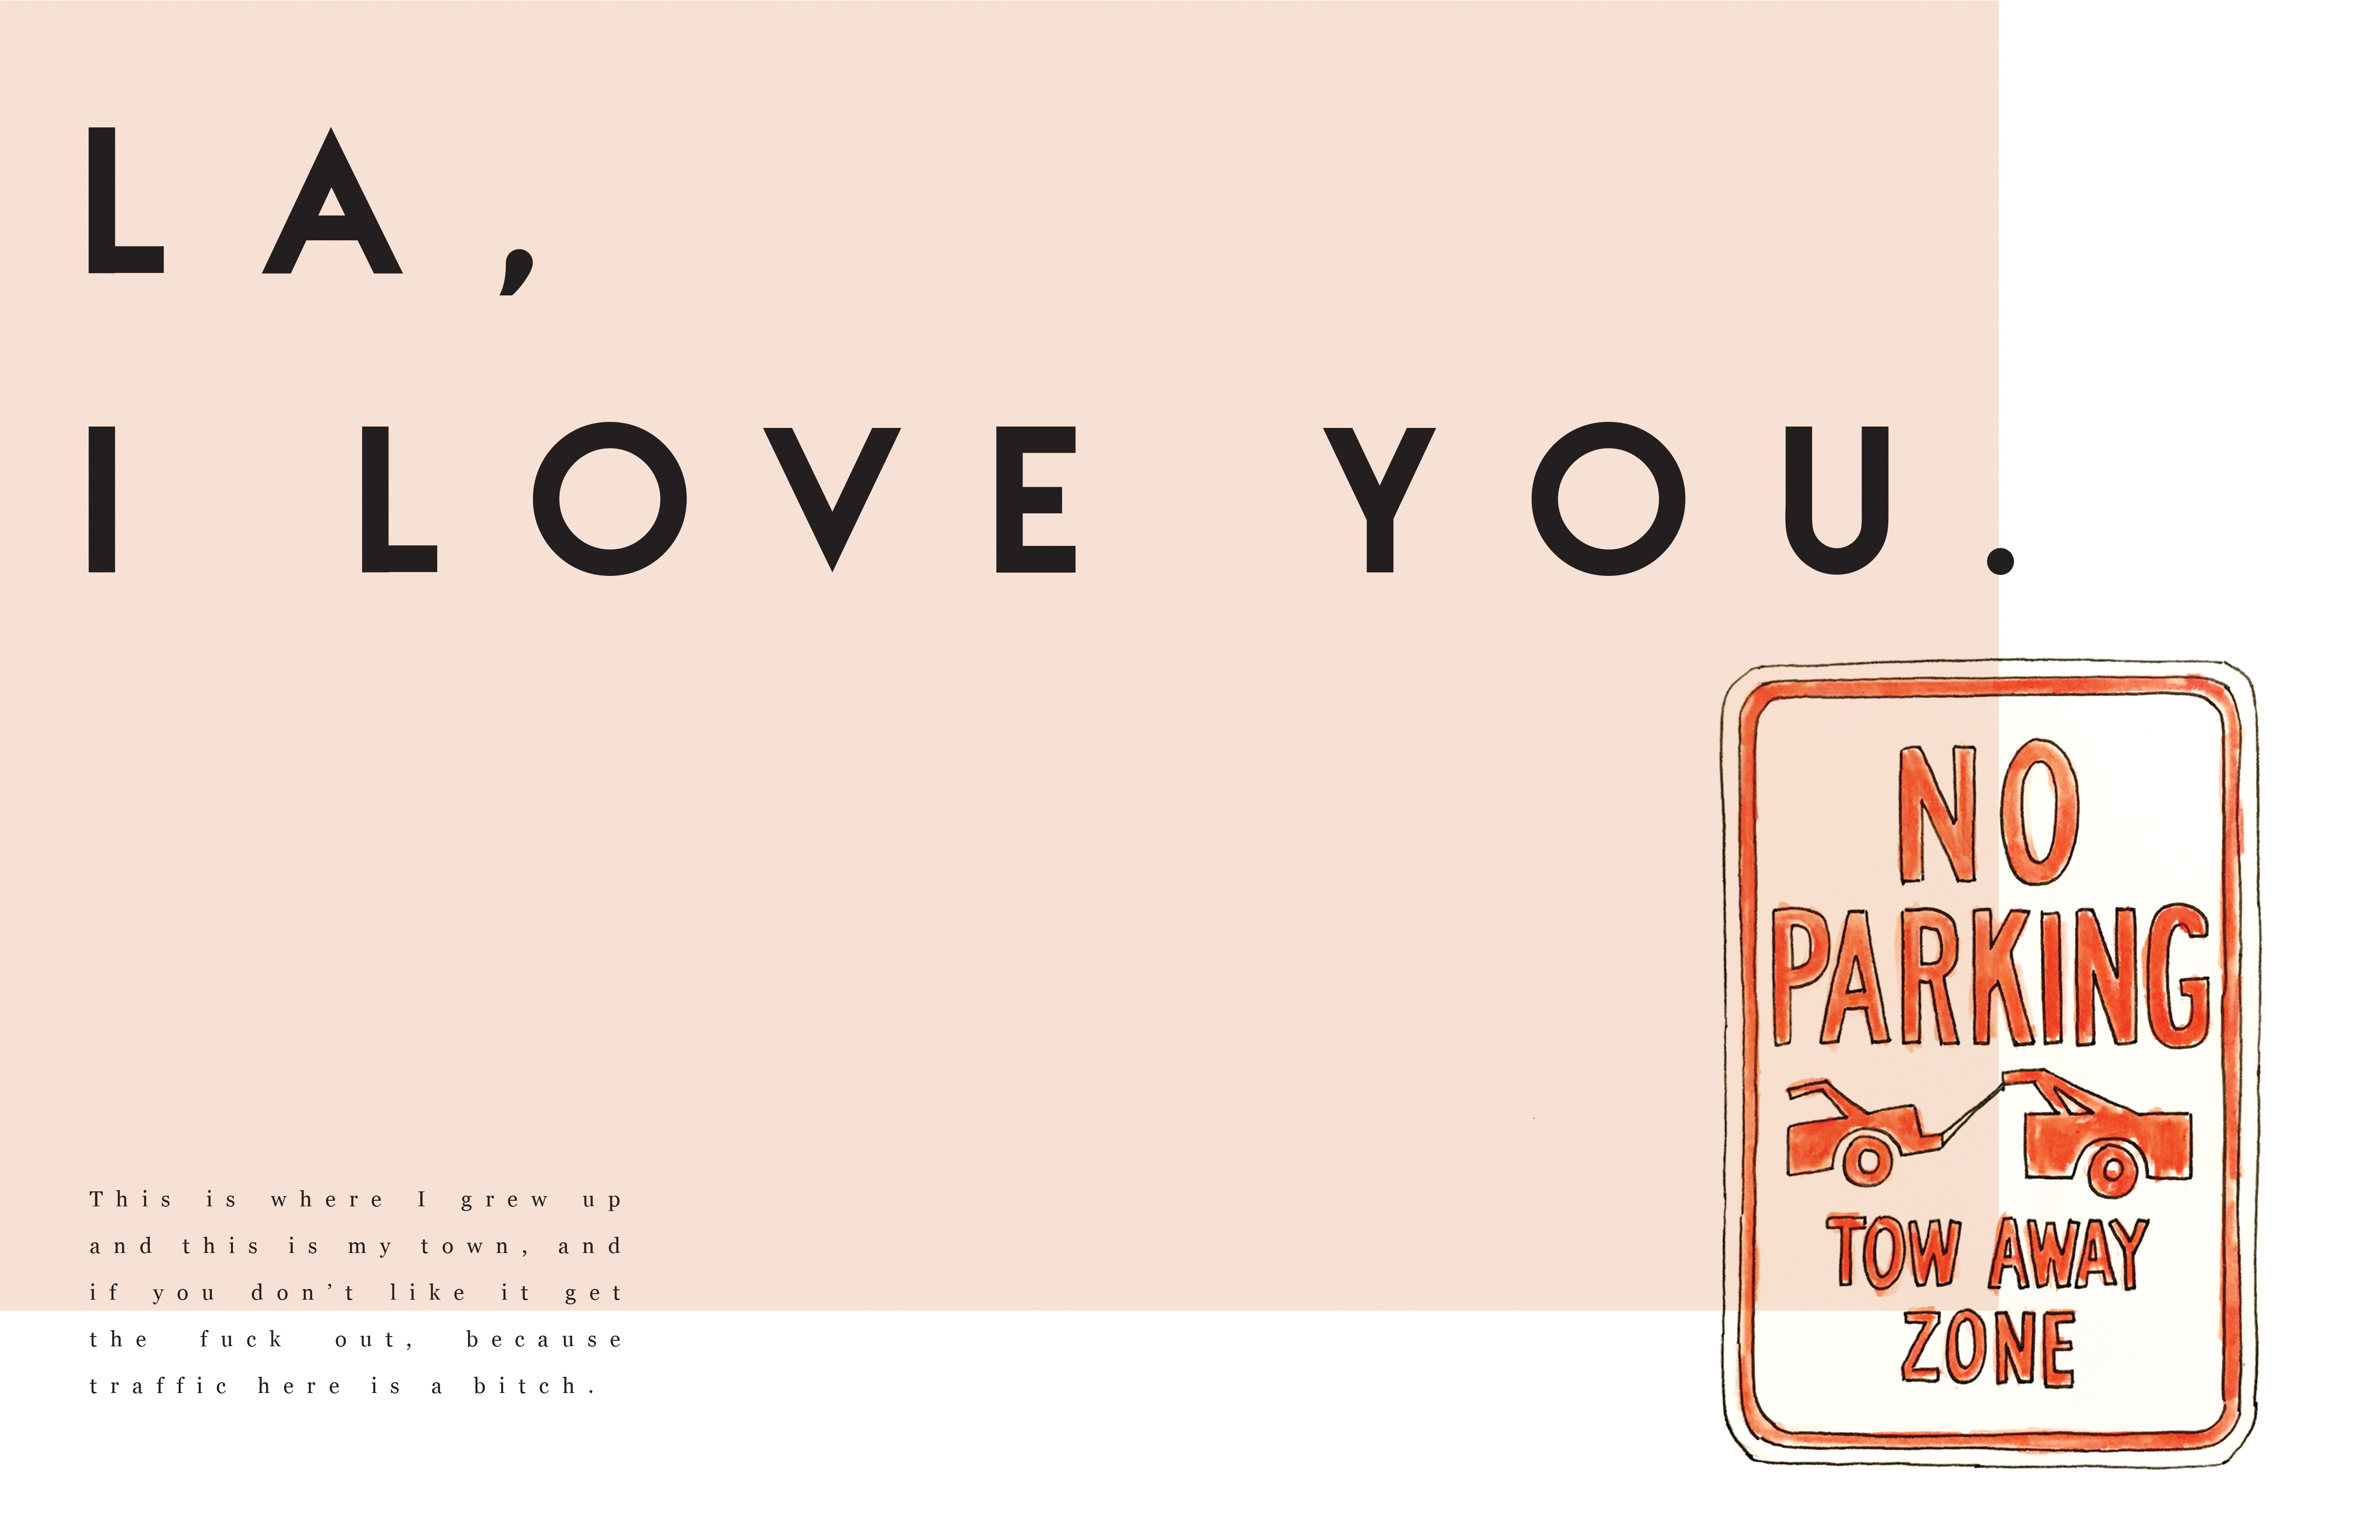 LA,
I LOVE YOU.
NO
PARKING
TOW AWAY
ZONE
This is where I grew up
and this is my town, and
if you don’t like it get
the fuck out, because
traffic here is a bitch.